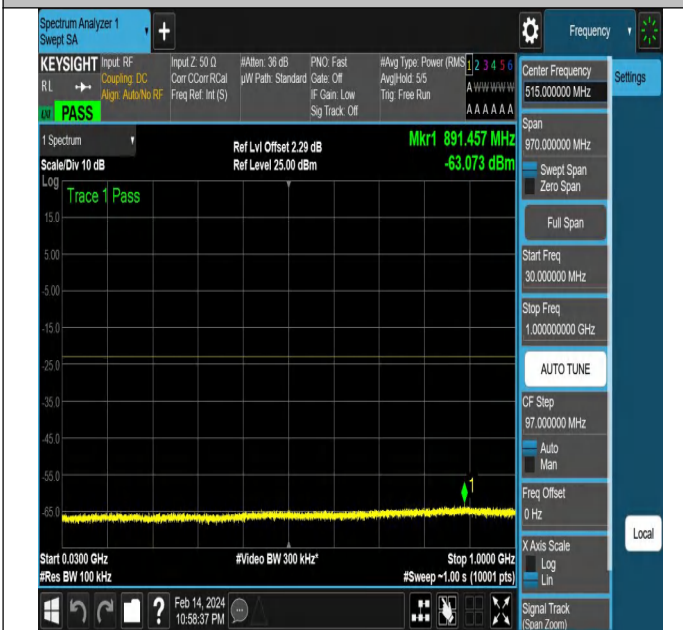 Spectrum Analyzer 1
Swept SA
+
Frequency
KEYSIGHT
RL
LXI
PASS
Input: RF
Coupling: DC
Align: Auto/No RF
Input Z: 50 Ω
Corr CCorr RCal
Freq Ref: Int (S)
#Atten: 36 dB
µW Path: Standard
PNO: Fast
Gate: Off
IF Gain: Low
Sig Track: Off
#Avg Type: Power (RMS
Avg|Hold: 5/5
Trig: Free Run
1 2 3 4 5 6
A W W W W W
A A A A A A
1 Spectrum
Scale/Div 10 dB
Log
Ref Lvl Offset 2.29 dB
Ref Level 25.00 dBm
Mkr1 891.457 MHz
-63.073 dBm
Trace 1 Pass
15.0
5.00
-5.00
-15.0
-25.0
-35.0
-45.0
-55.0
-65.0
1
Start 0.0300 GHz
#Res BW 100 kHz
#Video BW 300 kHz*
Stop 1.0000 GHz
#Sweep ~1.00 s (10001 pts)
?
Feb 14, 2024
10:58:37 PM
Center Frequency
515.000000 MHz
Settings
Span
970.000000 MHz
Swept Span
Zero Span
Full Span
Start Freq
30.000000 MHz
Stop Freq
1.000000000 GHz
AUTO TUNE
CF Step
97.000000 MHz
Auto
Man
Freq Offset
0 Hz
X Axis Scale
Log
Lin
Local
Signal Track
(Span Zoom)